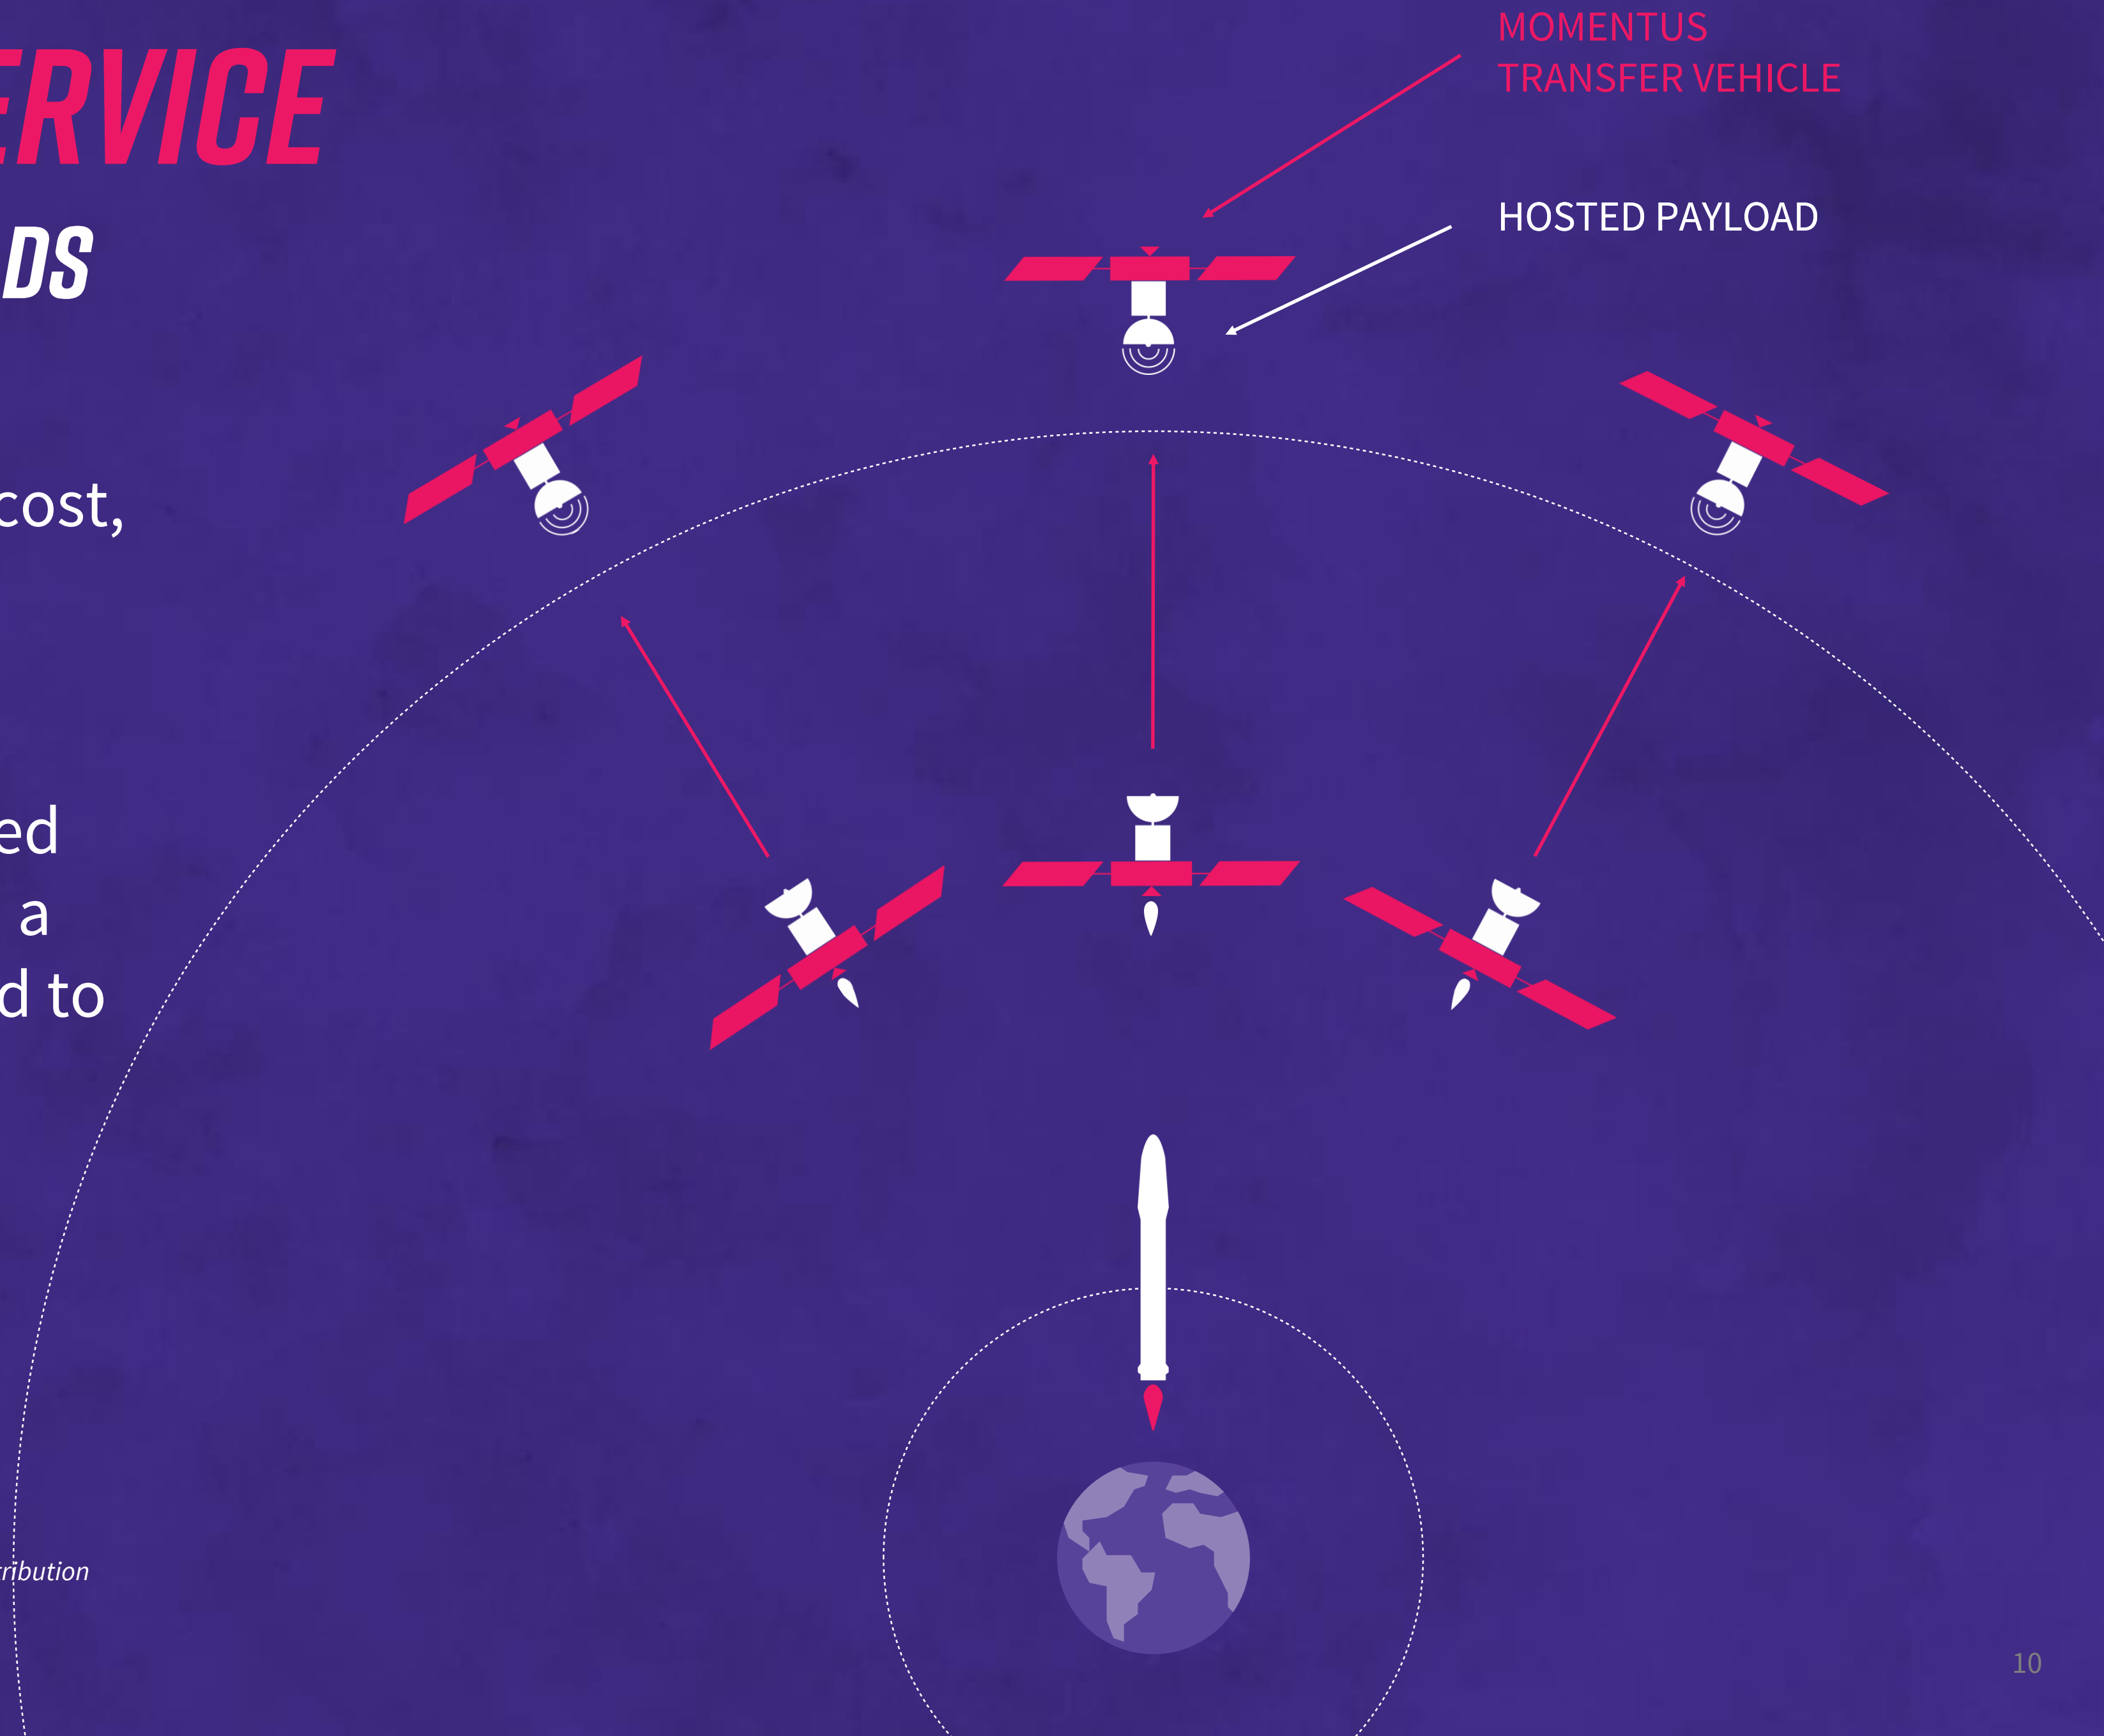 ERVICE
DS
cost,
ed
a
d to
ribution
MOMENTUS
TRANSFER VEHICLE
HOSTED PAYLOAD
10